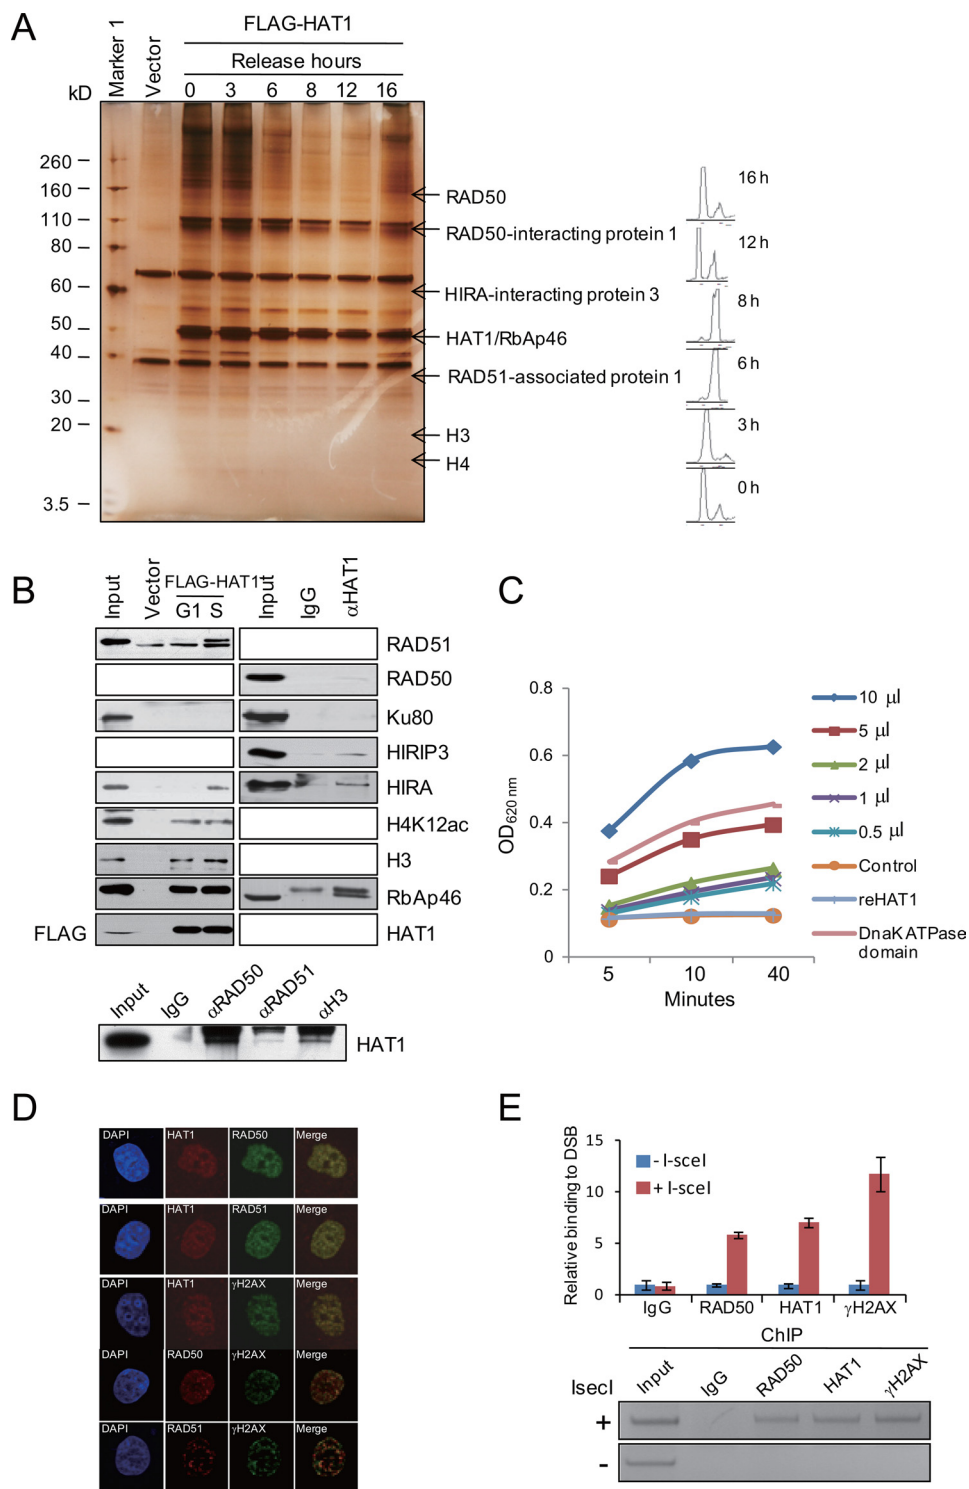 A
FLAG-HAT1
Release hours
Marker 1
Vector
0 3 6 8 12 16
kD
260
160
110
80
60
50
40
30
20
3.5
RAD50
RAD50-interacting protein 1
HIRA-interacting protein 3
HAT1/RbAp46
RAD51-associated protein 1
H3
H4
16 h
12 h
8 h
6 h
3 h
0 h
B
Input
Vector
FLAG-HAT1
G1 S
Input
IgG
αHAT1
RAD51
RAD50
Ku80
HIRIP3
HIRA
H4K12ac
H3
RbAp46
FLAG
HAT1
Input
IgG
αRAD50
αRAD51
αH3
HAT1
C
OD620 nm
0.8
0.6
0.4
0.2
0
5 10 40
Minutes
10 μl
5 μl
2 μl
1 μl
0.5 μl
Control
reHAT1
DnaKATPase
domain
D
DAPI HAT1 RAD50 Merge
DAPI HAT1 RAD51 Merge
DAPI HAT1 γH2AX Merge
DAPI RAD50 γH2AX Merge
DAPI RAD51 γH2AX Merge
E
Relative binding to DSB
15
10
5
0
- I-sceI
+ I-sceI
IgG RAD50 HAT1 γH2AX
ChIP
IsecI
Input
IgG
RAD50
HAT1
γH2AX
+
-